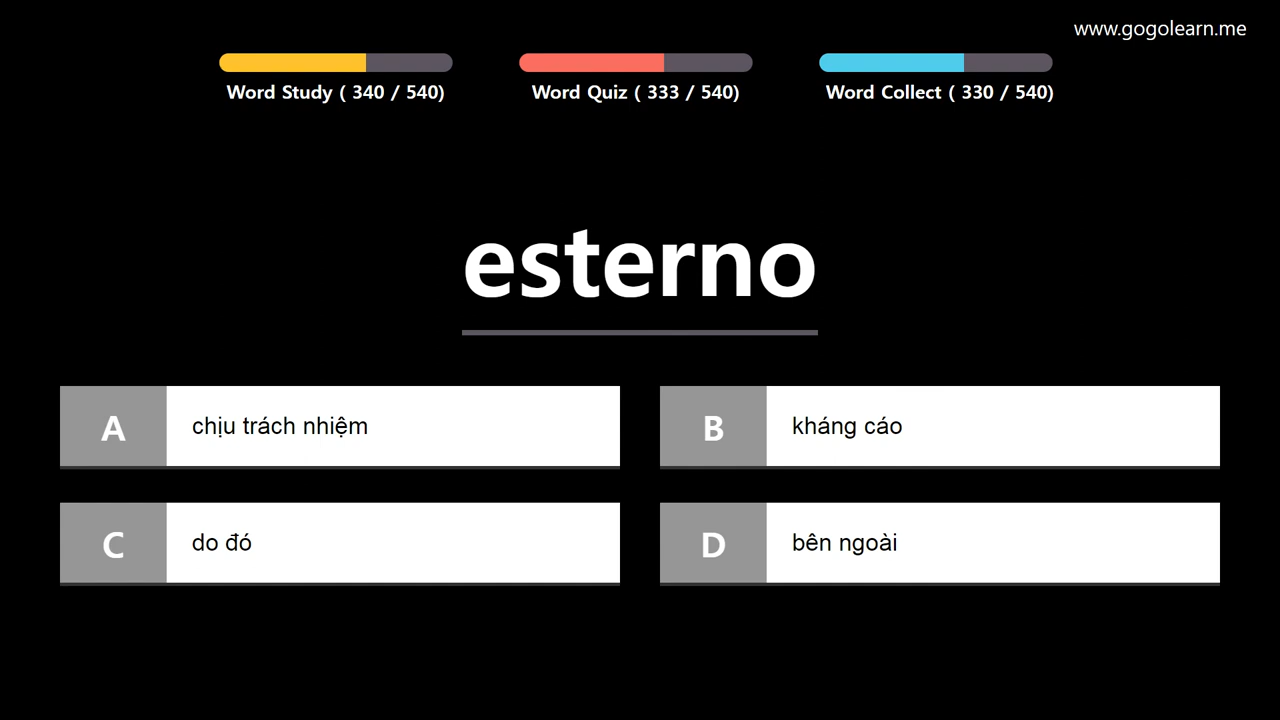 www.gogolearn.me
Word Study ( 340 / 540)
Word Quiz ( 333 / 540)
Word Collect ( 330 / 540)
esterno
A
chịu trách nhiệm
B
kháng cáo
C
do đó
D
bên ngoài